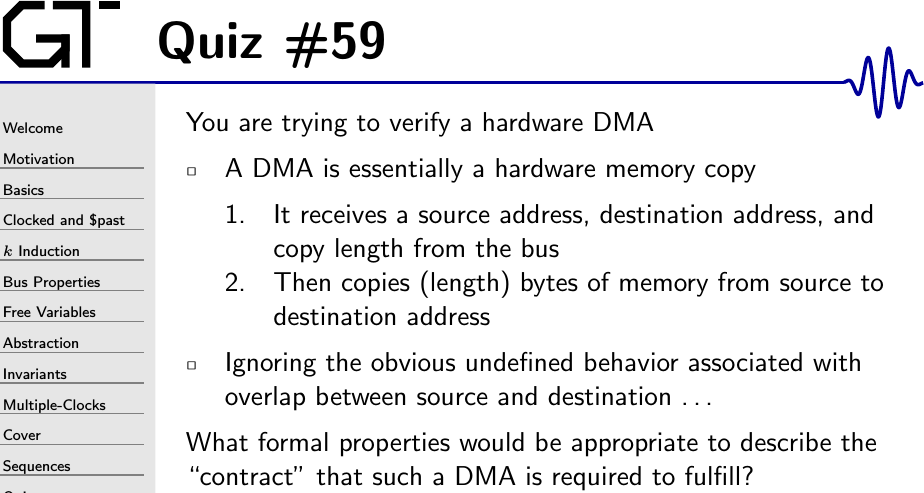 GT
Quiz #59
Welcome
Motivation
Basics
Clocked and $past
k Induction
Bus Properties
Free Variables
Abstraction
Invariants
Multiple-Clocks
Cover
Sequences
You are trying to verify a hardware DMA
A DMA is essentially a hardware memory copy
1. It receives a source address, destination address, and
copy length from the bus
2. Then copies (length) bytes of memory from source to
destination address
Ignoring the obvious undefined behavior associated with
overlap between source and destination ...
What formal properties would be appropriate to describe the
“contract” that such a DMA is required to fulfill?